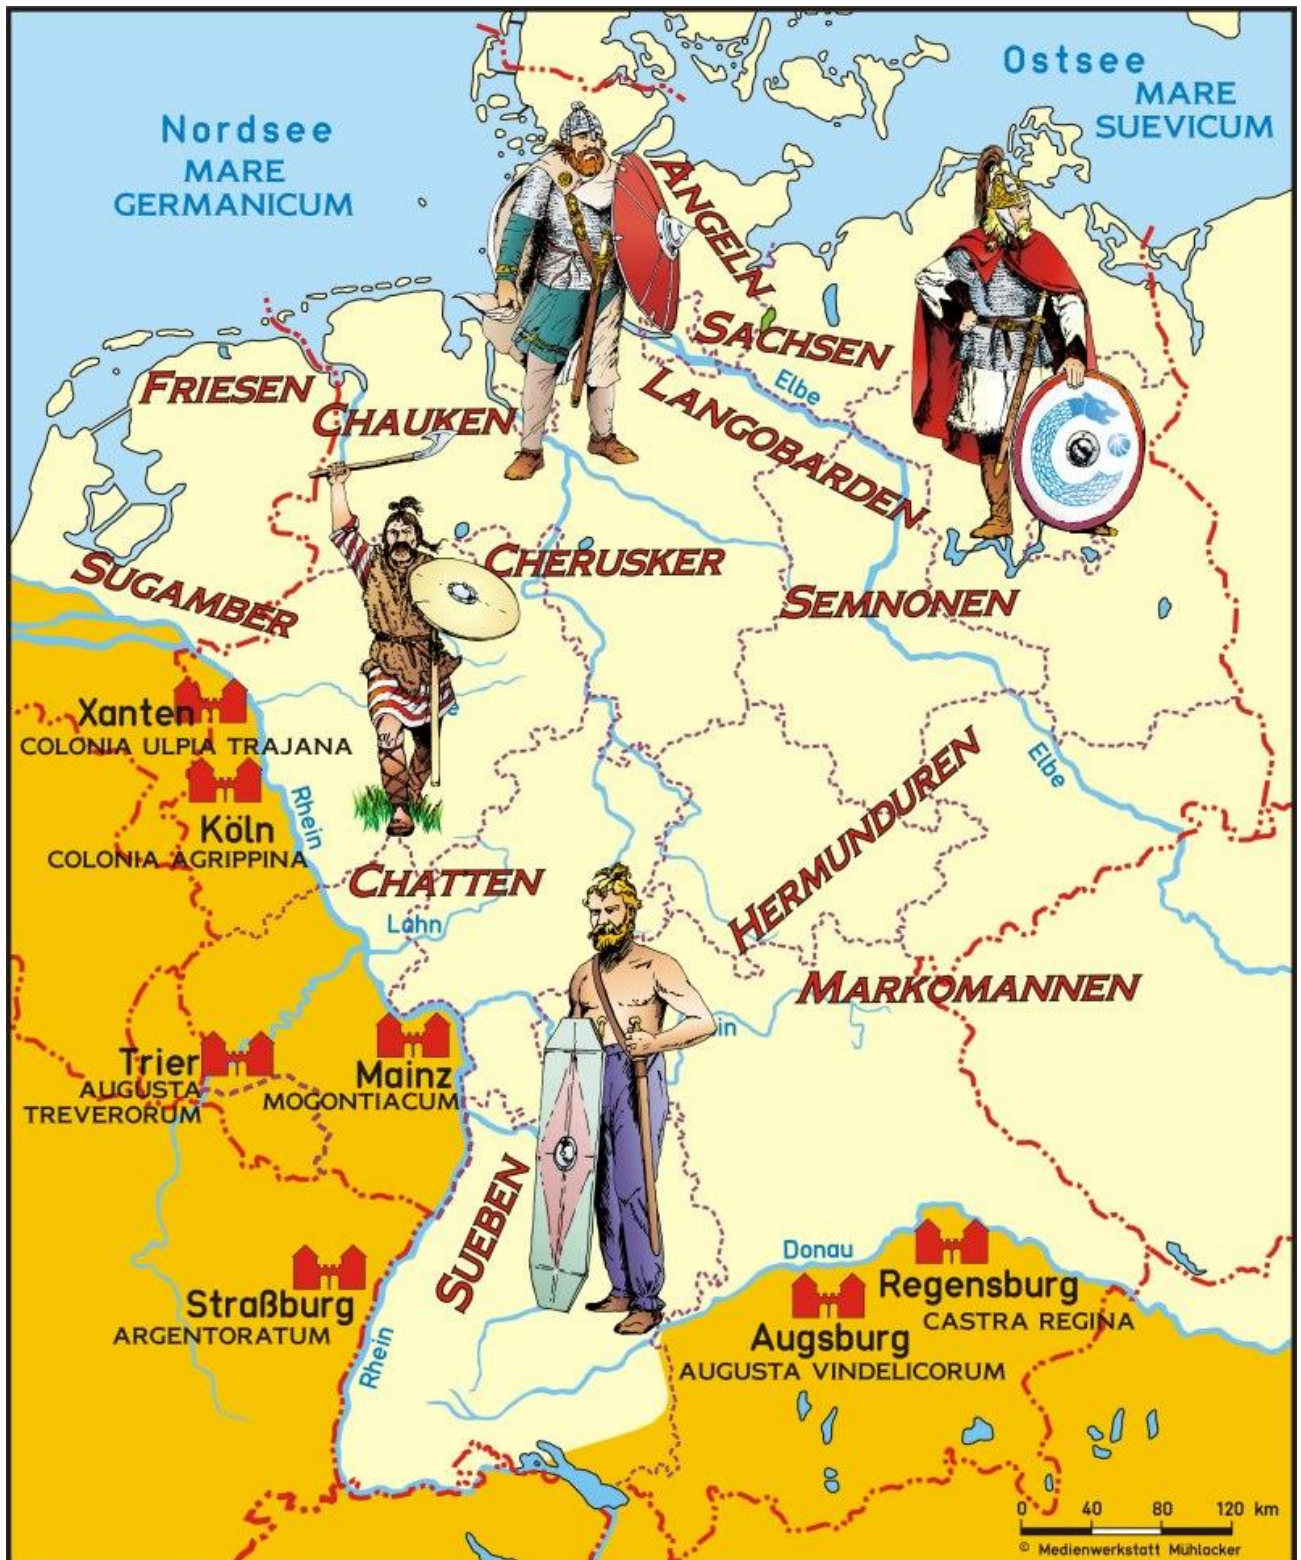 Ostsee
MARE
SUEVICUM
Nordsee
MARE
GERMANICUM
ANGELN
SACHSEN
Elbe
FRIESEN
CHAUKEN
LANGOBARDEN
SUGAMBER
CHERUSKER
SEMNONEN
Xanten
COLONIA ULPIA TRAJANA
Rhein
Köln
COLONIA AGRIPPINA
HERMUNDUREN
Elbe
CHATTEN
Lahn
MARKOMANNEN
Trier
AUGUSTA
TREVERORUM
Mainz
MOGONTIACUM
SUEBEN
Donau
Regensburg
CASTRA REGINA
Straßburg
ARGENTORATUM
Rhein
Augsburg
AUGUSTA VINDELICORUM
0 40 80 120 km
© Medienwerkstatt Mühlacker